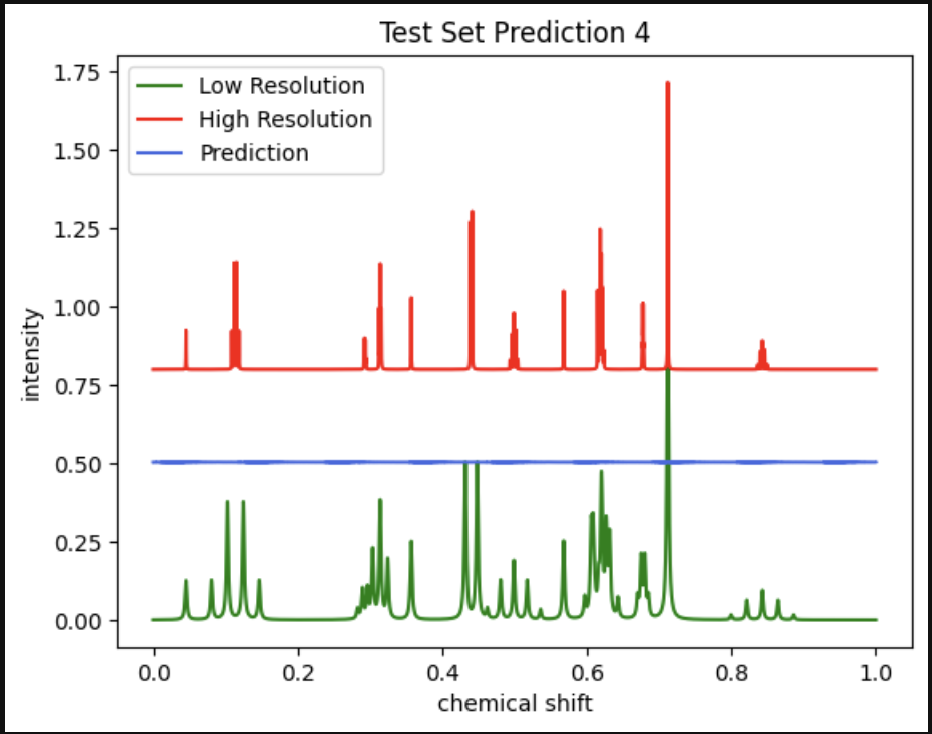 Test Set Prediction 4
Low Resolution
High Resolution
Prediction
1.75
1.50
1.25
1.00
0.75
0.50
0.25
0.00
intensity
0.0 0.2 0.4 0.6 0.8 1.0
chemical shift